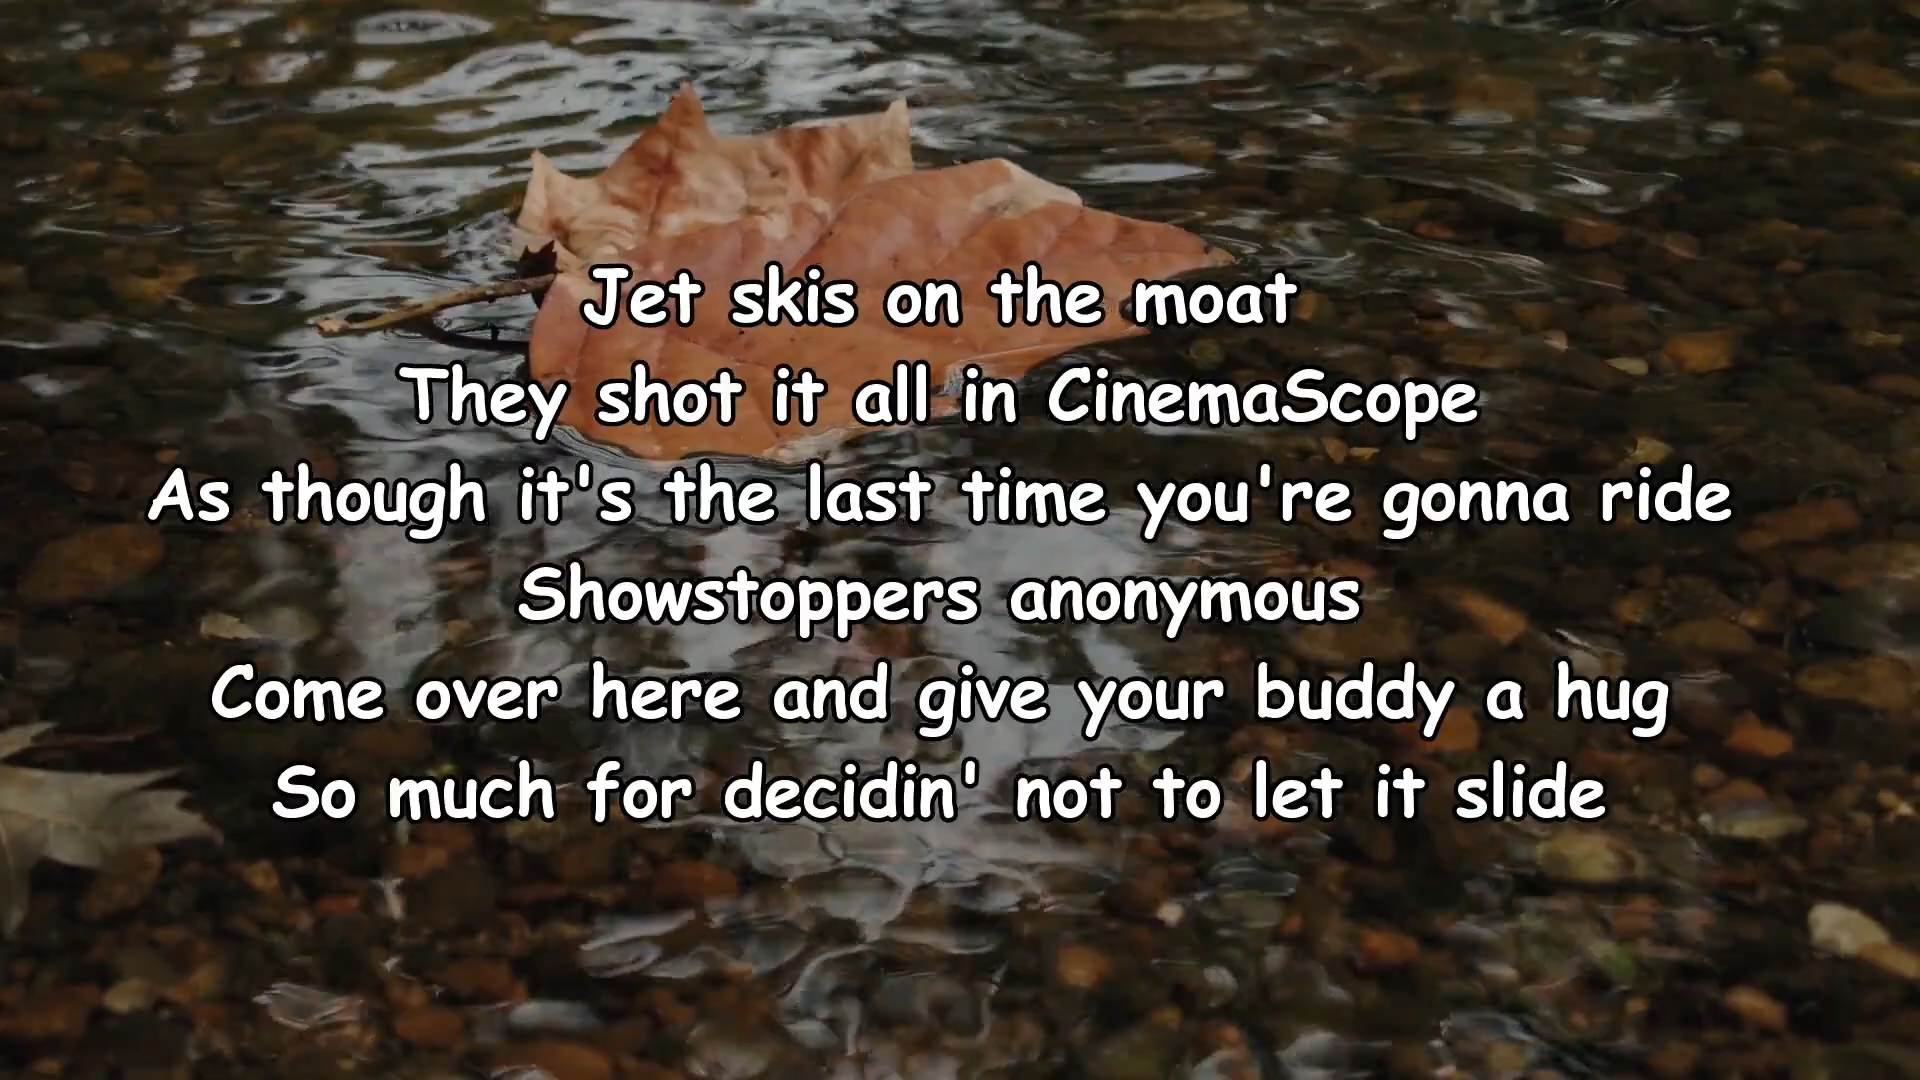 Jet skis on the moat
They shot it all in CinemaScope
As though it's the last time you're gonna ride
Showstoppers anonymous
Come over here and give your buddy a hug
So much for decidin' not to let it slide